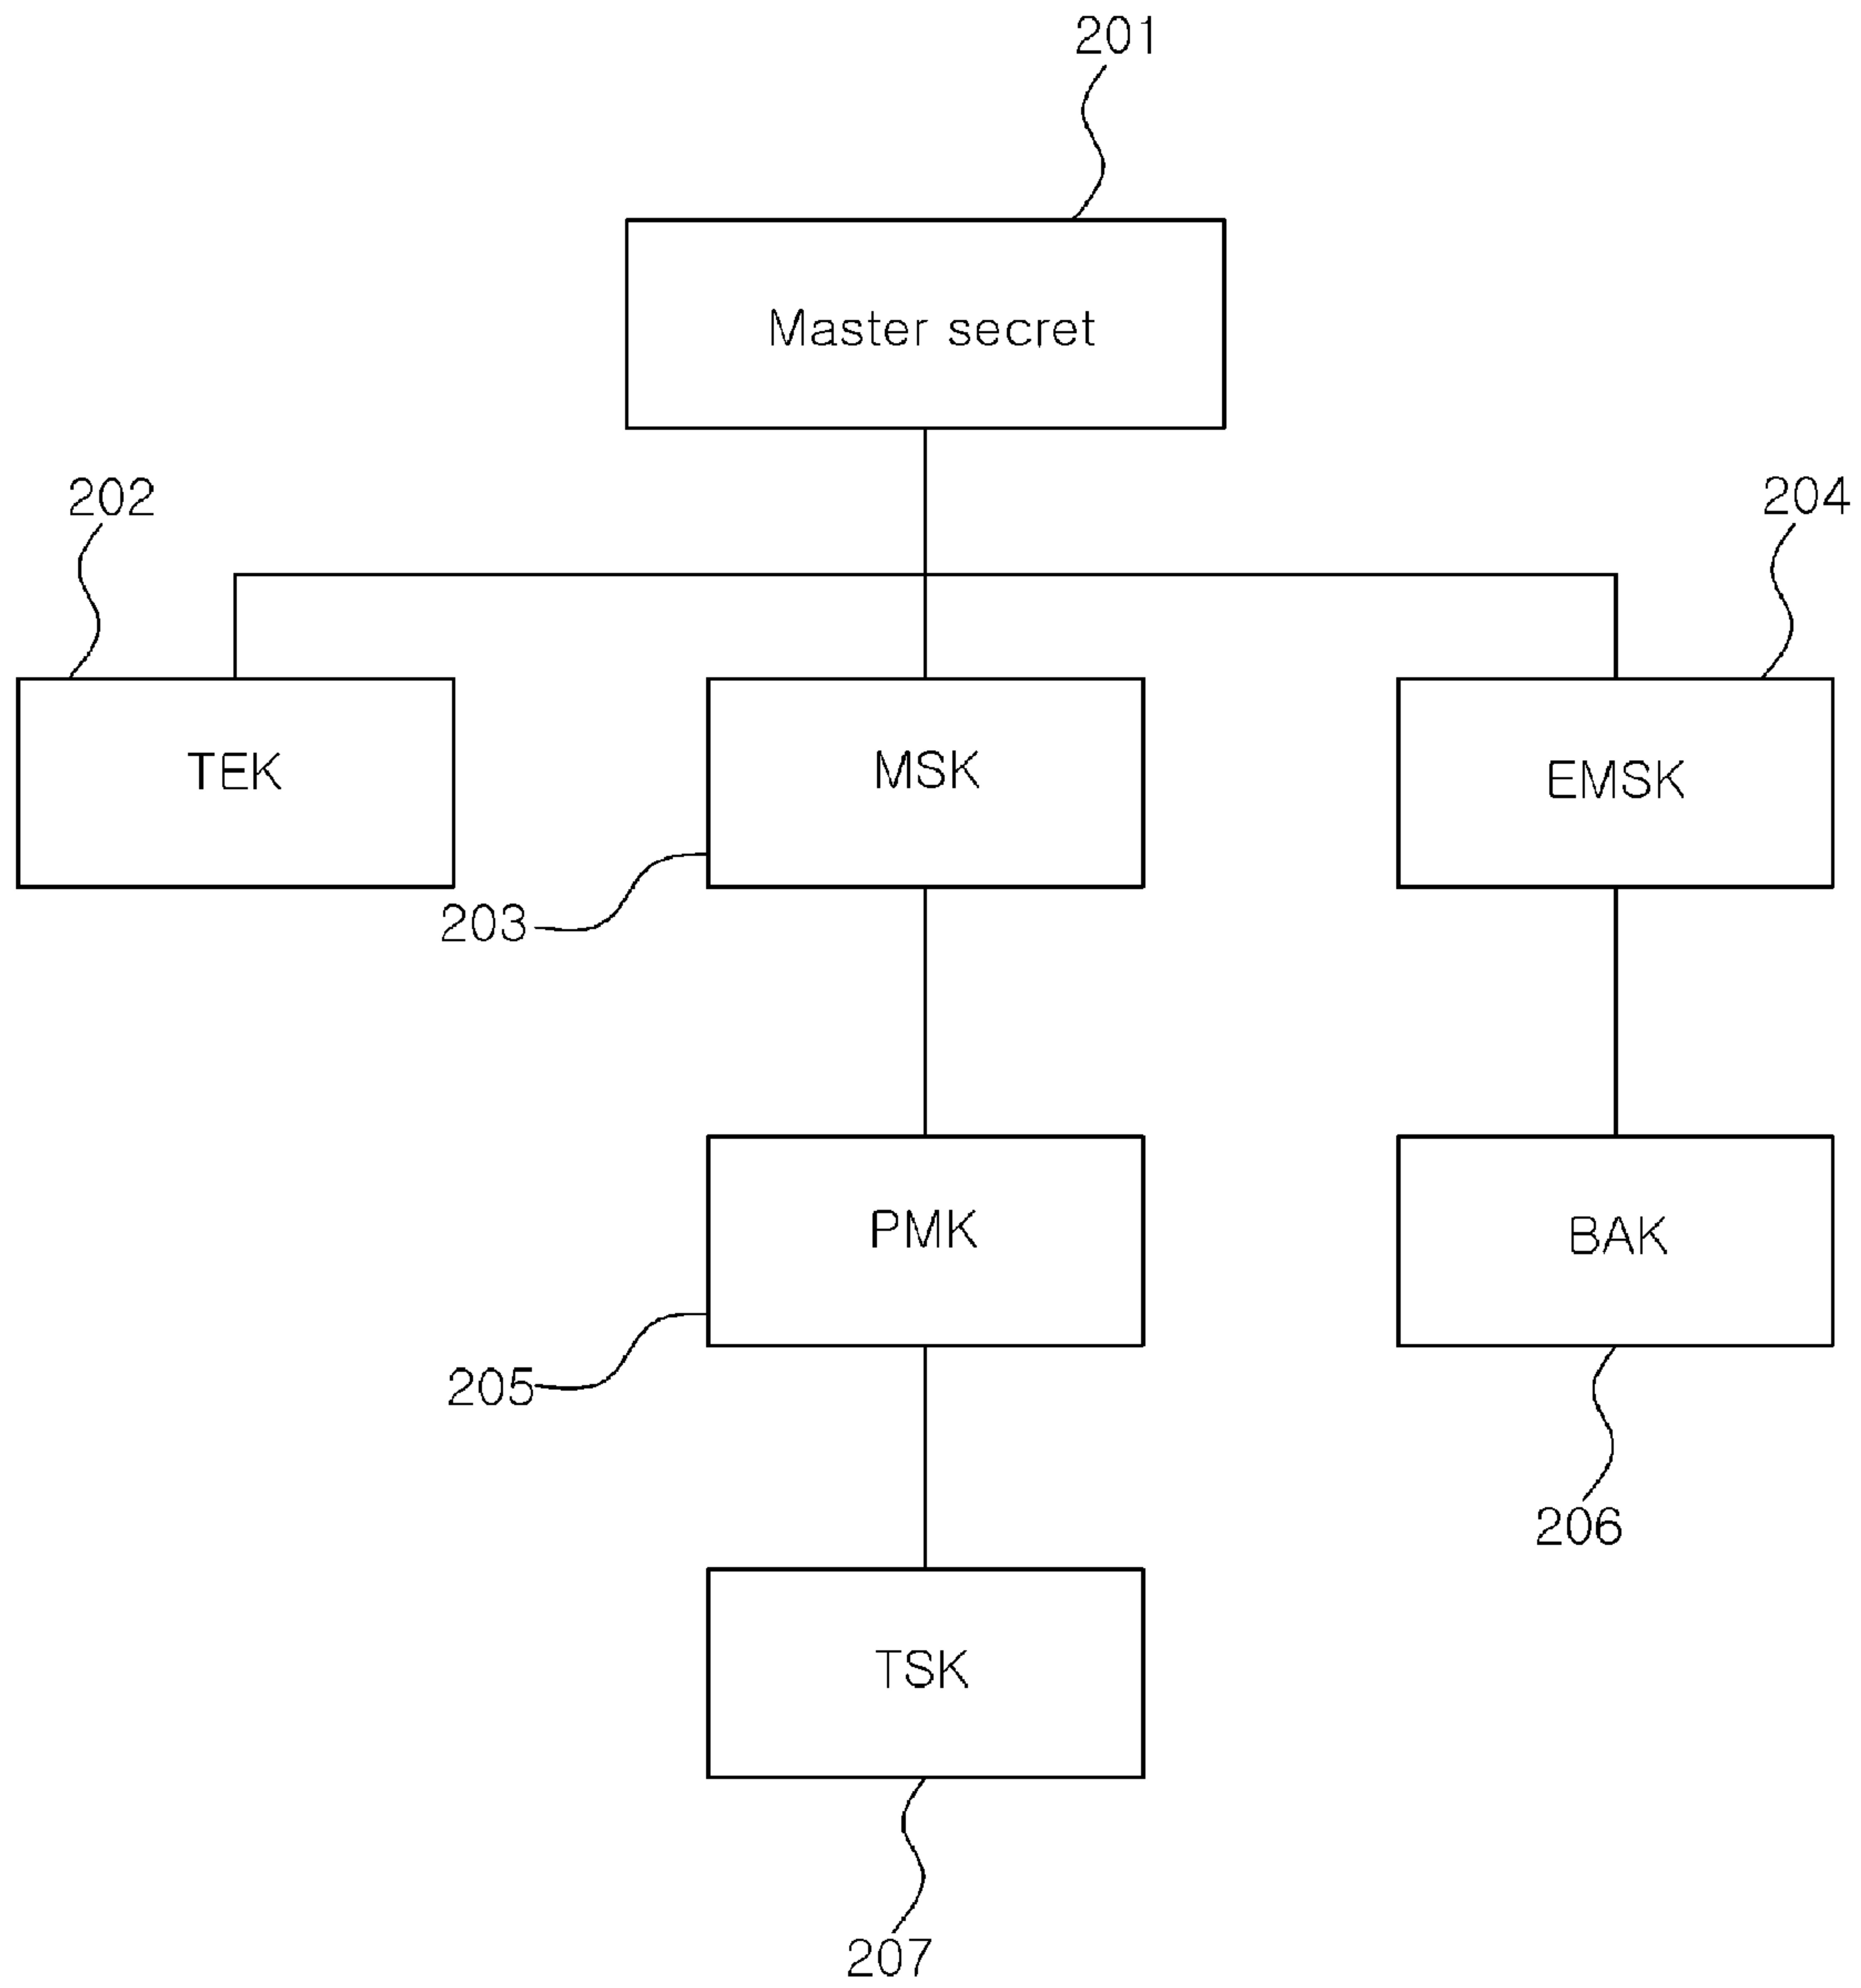 201
Master secret
202
204
TEK
MSK
EMSK
203
PMK
BAK
205
206
TSK
207